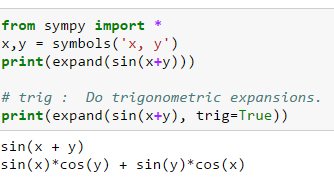 from sympy import *
x,y = symbols('x, y')
print(expand(sin(x+y)))
# trig :  Do trigonometric expansions.
print(expand(sin(x+y), trig=True))
sin(x + y)
sin(x)*cos(y) + sin(y)*cos(x)